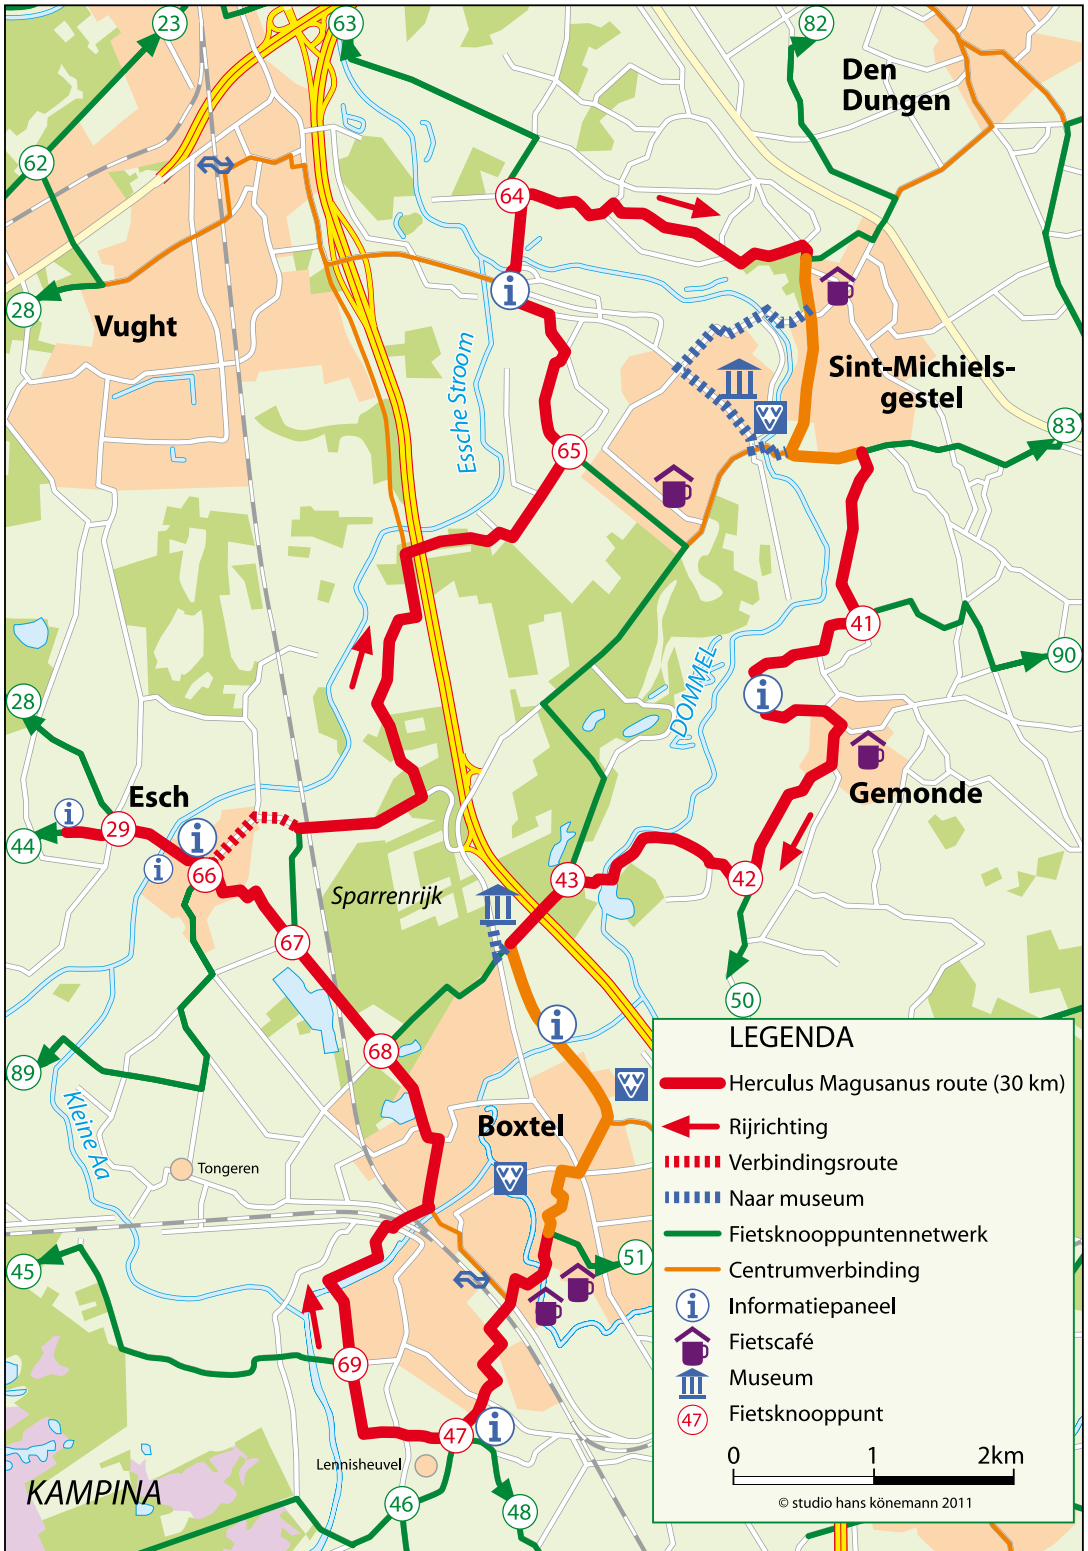 23
63
82
Den
Dungen
62
64
28
Vught
Essche Stroom
Sint-Michiels-
gestel
83
65
41
90
28
DOMMEL
Esch
Gemonde
29
44
66
Sparrenrijk
43
42
67
50
68
89
Kleine Aa
Boxtel
Tongeren
45
51
69
47
Lennisheuvel
KAMPINA
46
48
LEGENDA
Herculus Magusanus route (30 km)
Rijrichting
Verbindingsroute
Naar museum
Fietsknooppuntennetwerk
Centrumverbinding
i Informatiepaneel
Fietscafé
Museum
47 Fietsknooppunt
0 1 2km
© studio hans könemann 2011